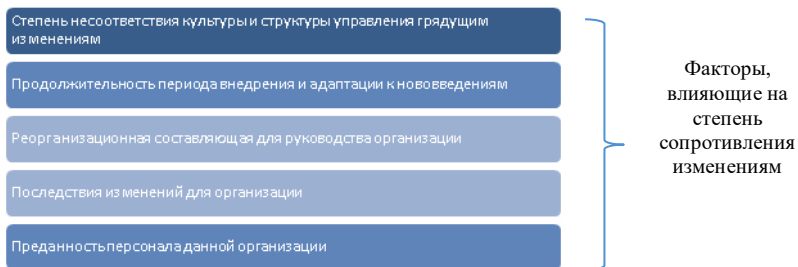 Степень несоответствия культуры и структуры управления грядущим
изменениям
Продолжительность периода внедрения и адаптации к нововведениям
Реорганизационная составляющая для руководства организации
Последствия изменений для организации
Преданность персонала данной организации
Факторы,
влияющие на
степень
сопротивления
изменениям